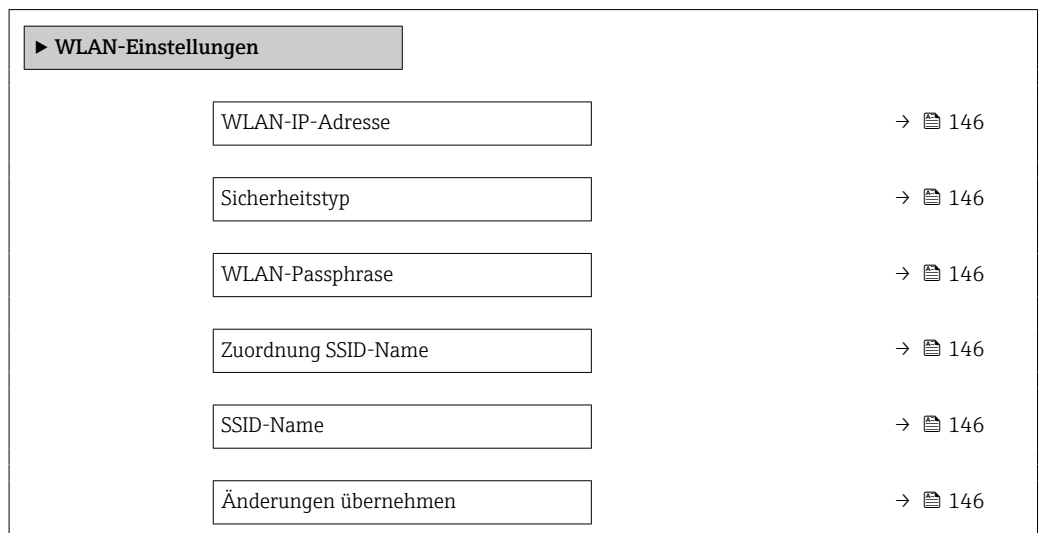 ▶ WLAN-Einstellungen
WLAN-IP-Adresse → 146
Sicherheitstyp → 146
WLAN-Passphrase → 146
Zuordnung SSID-Name → 146
SSID-Name → 146
Änderungen übernehmen → 146